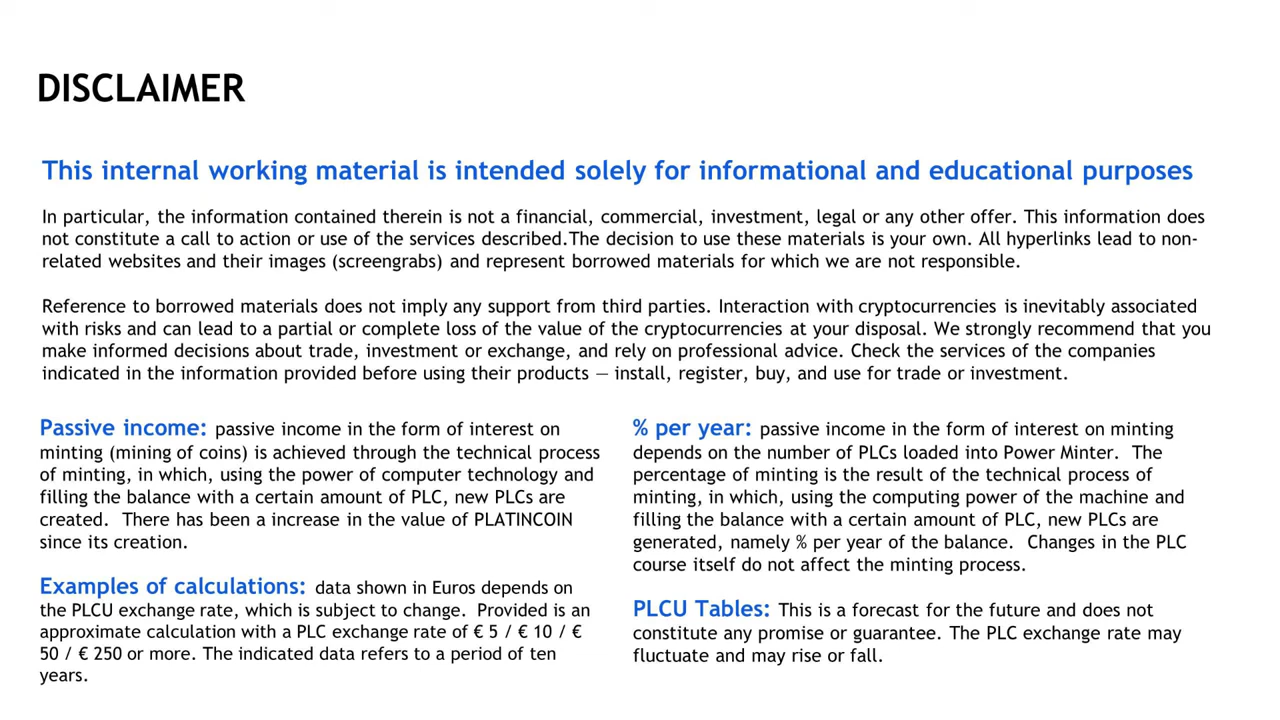 DISCLAIMER
This internal working material is intended solely for informational and educational purposes
In particular, the information contained therein is not a financial, commercial, investment, legal or any other offer. This information does
not constitute a call to action or use of the services described.The decision to use these materials is your own. All hyperlinks lead to non-
related websites and their images (screengrabs) and represent borrowed materials for which we are not responsible.
Reference to borrowed materials does not imply any support from third parties. Interaction with cryptocurrencies is inevitably associated
with risks and can lead to a partial or complete loss of the value of the cryptocurrencies at your disposal. We strongly recommend that you
make informed decisions about trade, investment or exchange, and rely on professional advice. Check the services of the companies
indicated in the information provided before using their products — install, register, buy, and use for trade or investment.
Passive income: passive income in the form of interest on
minting (mining of coins) is achieved through the technical process
of minting, in which, using the power of computer technology and
filling the balance with a certain amount of PLC, new PLCs are
created. There has been a increase in the value of PLATINCOIN
since its creation.
Examples of calculations: data shown in Euros depends on
the PLCU exchange rate, which is subject to change. Provided is an
approximate calculation with a PLC exchange rate of € 5 / € 10 / €
50 / € 250 or more. The indicated data refers to a period of ten
years.
% per year: passive income in the form of interest on minting
depends on the number of PLCs loaded into Power Minter. The
percentage of minting is the result of the technical process of
minting, in which, using the computing power of the machine and
filling the balance with a certain amount of PLC, new PLCs are
generated, namely % per year of the balance. Changes in the PLC
course itself do not affect the minting process.
PLCU Tables: This is a forecast for the future and does not
constitute any promise or guarantee. The PLC exchange rate may
fluctuate and may rise or fall.